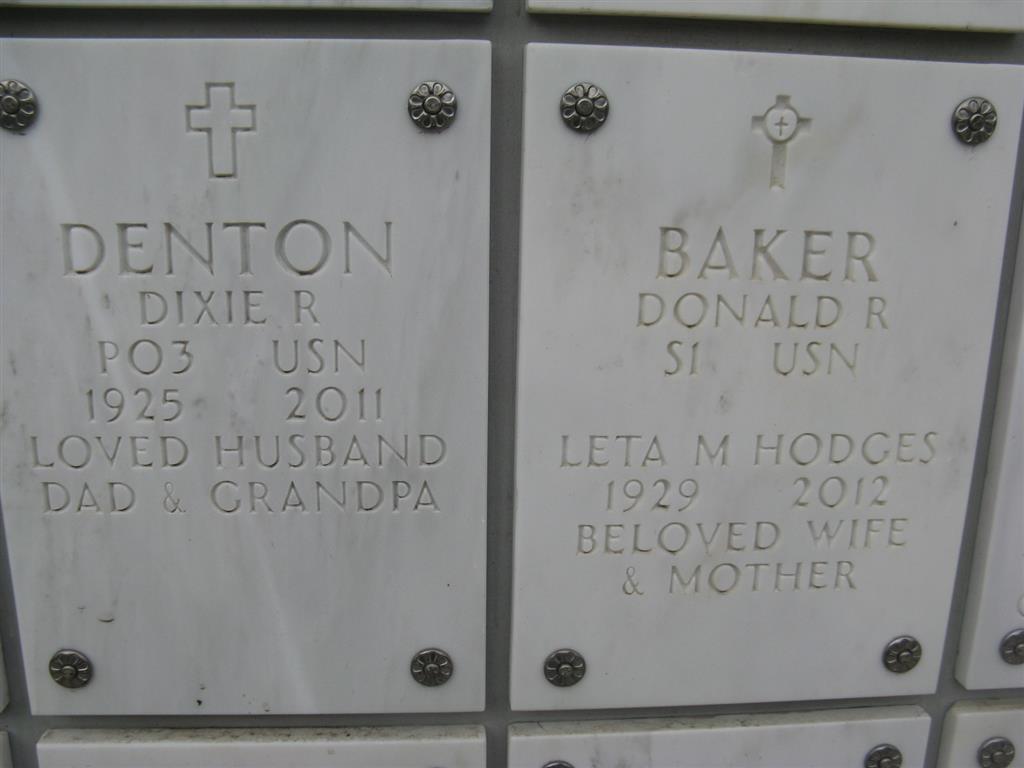 DENTON
DIXIE R
PO3 USN
1925 2011
LOVED HUSBAND
DAD & GRANDPA
BAKER
DONALD R
S1 USN
LETA M HODGES
1929 2012
BELOVED WIFE
& MOTHER